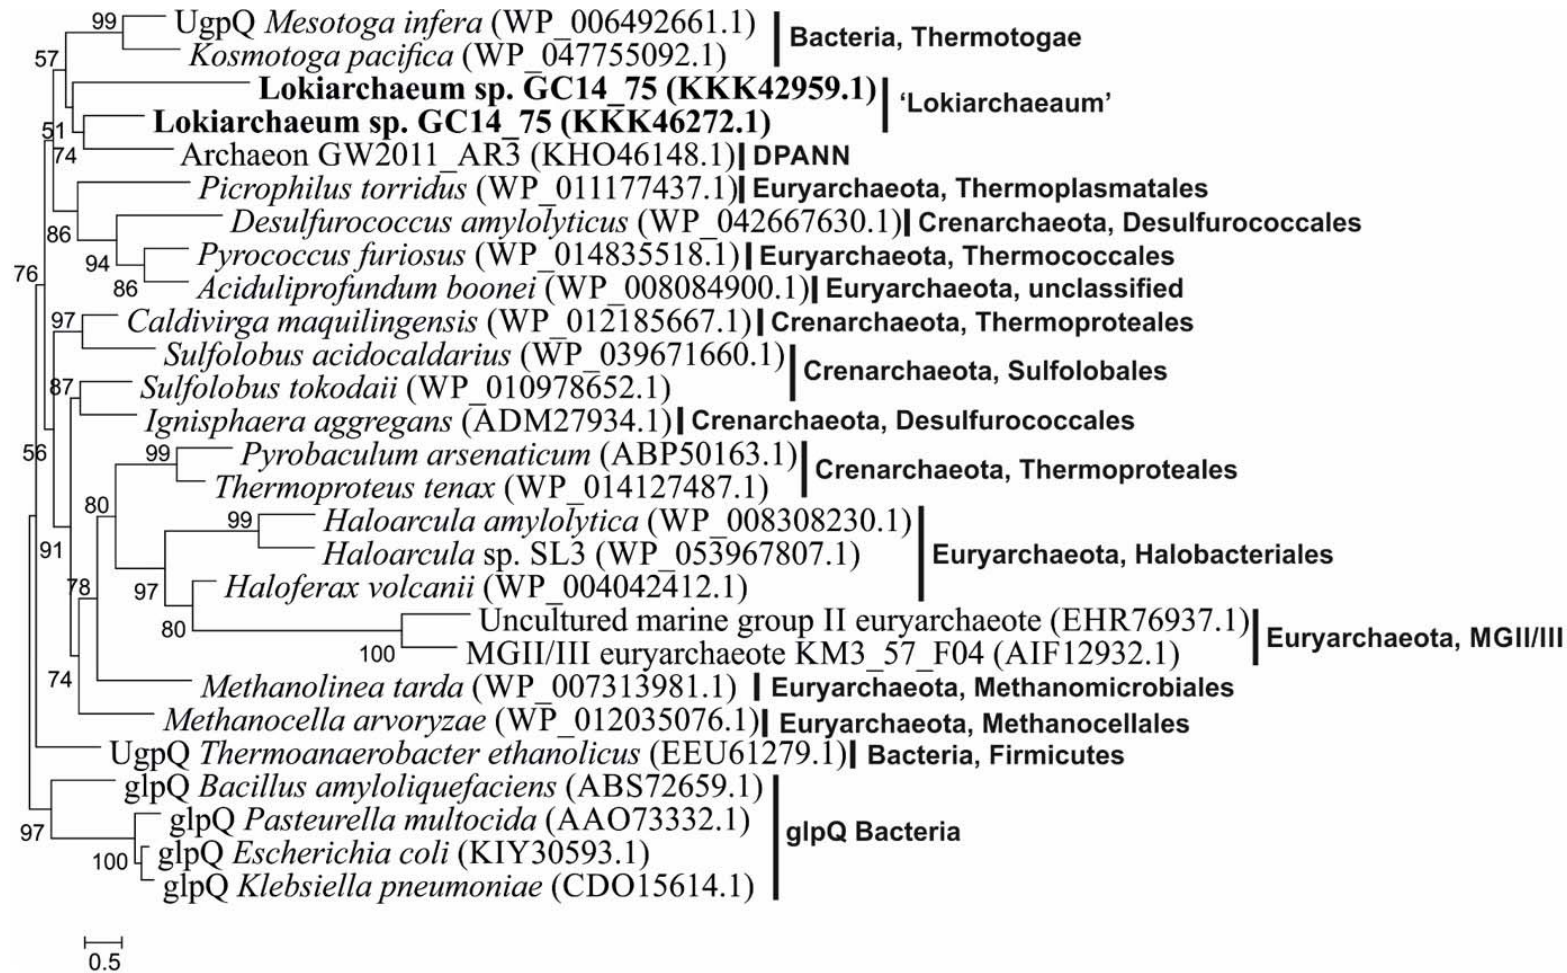 99 UgpQ Mesotoga infera (WP_006492661.1)
Bacteria, Thermotogae
57 Kosmotoga pacifica (WP_047755092.1)
Lokiarchaeum sp. GC14_75 (KKK42959.1)
'Lokiarchaeaum'
51 Lokiarchaeum sp. GC14_75 (KKK46272.1)
74 Archaeon GW2011_AR3 (KHO46148.1) DPANN
Picrophilus torridus (WP_011177437.1) Euryarchaeota, Thermoplasmatales
Desulfurococcus amylolyticus (WP_042667630.1) Crenarchaeota, Desulfurococcales
86
94 Pyrococcus furiosus (WP_014835518.1) Euryarchaeota, Thermococcales
76
86 Aciduliprofundum boonei (WP_008084900.1) Euryarchaeota, unclassified
97 Caldivirga maquilingensis (WP_012185667.1) Crenarchaeota, Thermoproteales
Sulfolobus acidocaldarius (WP_039671660.1)
Crenarchaeota, Sulfolobales
87 Sulfolobus tokodaii (WP_010978652.1)
Ignisphaera aggregans (ADM27934.1) Crenarchaeota, Desulfurococcales
56 99 Pyrobaculum arsenaticum (ABP50163.1)
Crenarchaeota, Thermoproteales
Thermoproteus tenax (WP_014127487.1)
80
99 Haloarcula amylolytica (WP_008308230.1)
91 Haloarcula sp. SL3 (WP_053967807.1)
Euryarchaeota, Halobacteriales
78 97 Haloferax volcanii (WP_004042412.1)
80 Uncultured marine group II euryarchaeote (EHR76937.1)
Euryarchaeota, MGII/III
100 MGII/III euryarchaeote KM3_57_F04 (AIF12932.1)
74 Methanolinea tarda (WP_007313981.1) Euryarchaeota, Methanomicrobiales
Methanocella arvoryzae (WP_012035076.1) Euryarchaeota, Methanocellales
UgpQ Thermoanaerobacter ethanolicus (EEU61279.1) Bacteria, Firmicutes
glpQ Bacillus amyloliquefaciens (ABS72659.1)
97 glpQ Pasteurella multocida (AAO73332.1)
glpQ Bacteria
100 glpQ Escherichia coli (KIY30593.1)
glpQ Klebsiella pneumoniae (CDO15614.1)
0.5